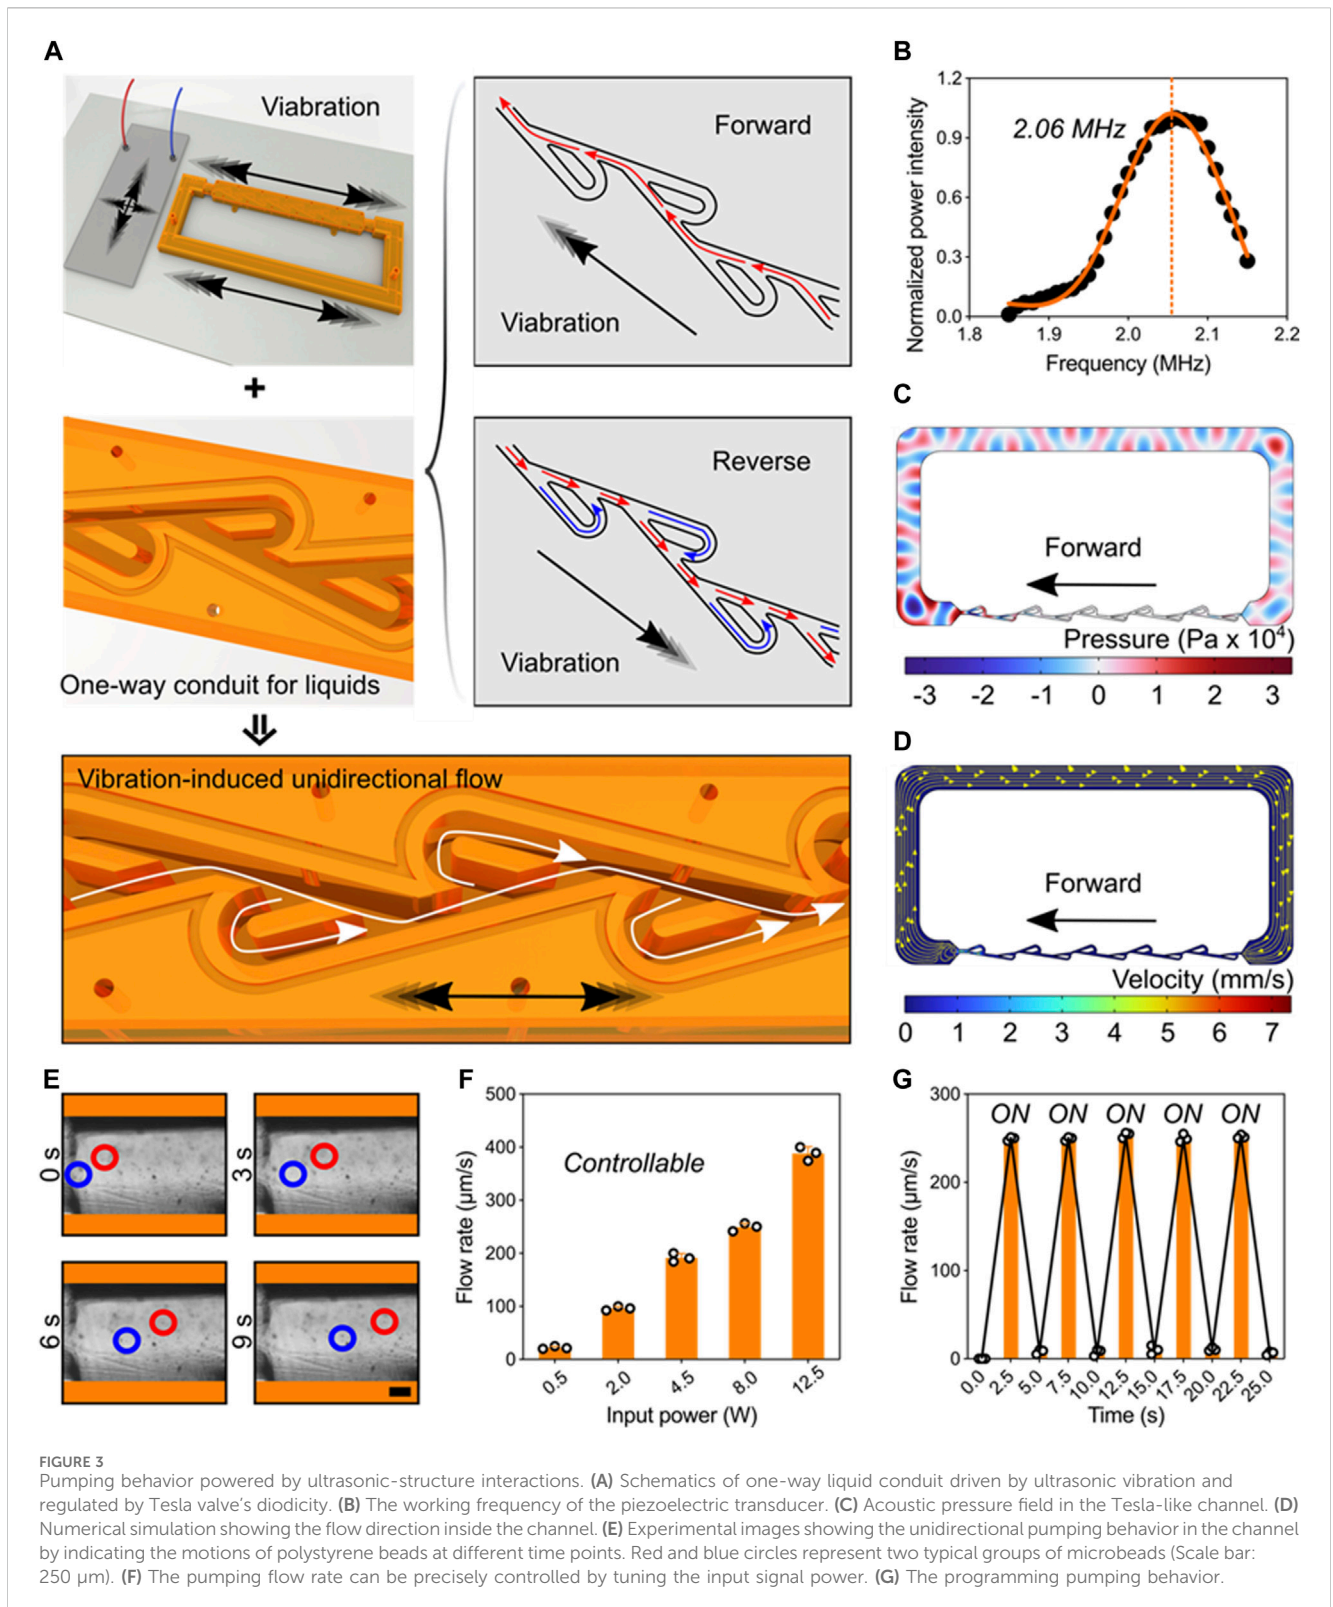 A
Viabration
+
One-way conduit for liquids
Forward
Viabration
Reverse
Viabration
Vibration-induced unidirectional flow
B
Normalized power intensity
1.2
0.9
0.6
0.3
0.0
2.06 MHz
1.8 1.9 2.0 2.1 2.2
Frequency (MHz)
C
Forward
Pressure (Pa x 10⁴)
-3 -2 -1 0 1 2 3
D
Forward
Velocity (mm/s)
0 1 2 3 4 5 6 7
E
0 s
3 s
6 s
9 s
F
Flow rate (μm/s)
500
400
300
200
100
0
Controllable
0.5 2.0 4.5 8.0 12.5
Input power (W)
G
Flow rate (μm/s)
300
200
100
0
ON ON ON ON ON
0.0 2.5 5.0 7.5 10.0 12.5 15.0 17.5 20.0 22.5 25.0
Time (s)
FIGURE 3
Pumping behavior powered by ultrasonic-structure interactions. (A) Schematics of one-way liquid conduit driven by ultrasonic vibration and
regulated by Tesla valve's diodicity. (B) The working frequency of the piezoelectric transducer. (C) Acoustic pressure field in the Tesla-like channel. (D)
Numerical simulation showing the flow direction inside the channel. (E) Experimental images showing the unidirectional pumping behavior in the channel
by indicating the motions of polystyrene beads at different time points. Red and blue circles represent two typical groups of microbeads (Scale bar:
250 μm). (F) The pumping flow rate can be precisely controlled by tuning the input signal power. (G) The programming pumping behavior.